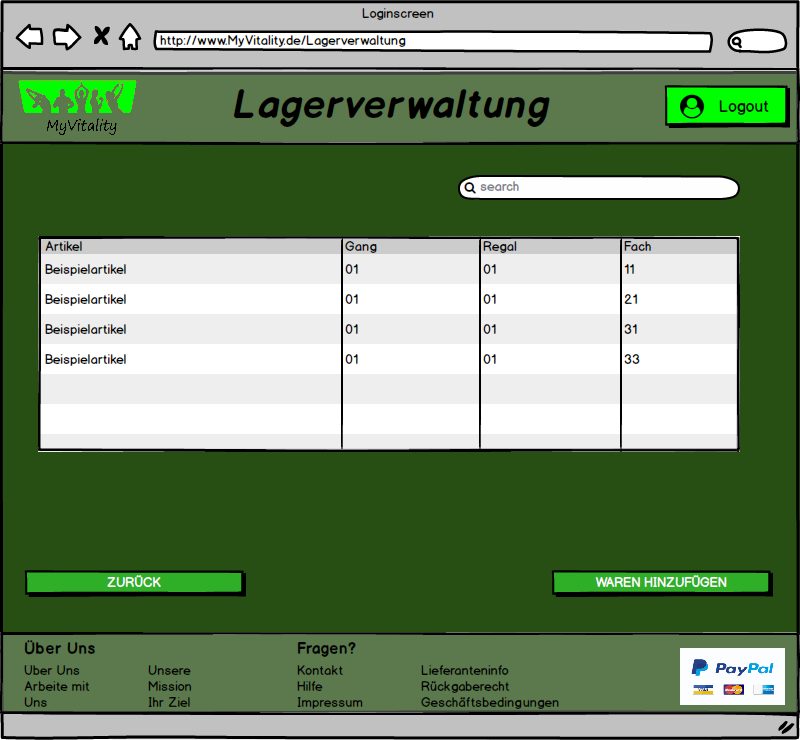 Loginscreen
http://www.MyVitality.de/Lagerverwaltung
MyVitality
Lagerverwaltung
Logout
search
Artikel Gang Regal Fach
Beispielartikel 01 01 11
Beispielartikel 01 01 21
Beispielartikel 01 01 31
Beispielartikel 01 01 33
ZURÜCK WAREN HINZUFÜGEN
Über Uns Fragen?
Uber Uns Unsere Kontakt Lieferanteninfo
Arbeite mit Mission Hilfe Rückgaberecht
Uns Ihr Ziel Impressum Geschäftsbedingungen
PayPal